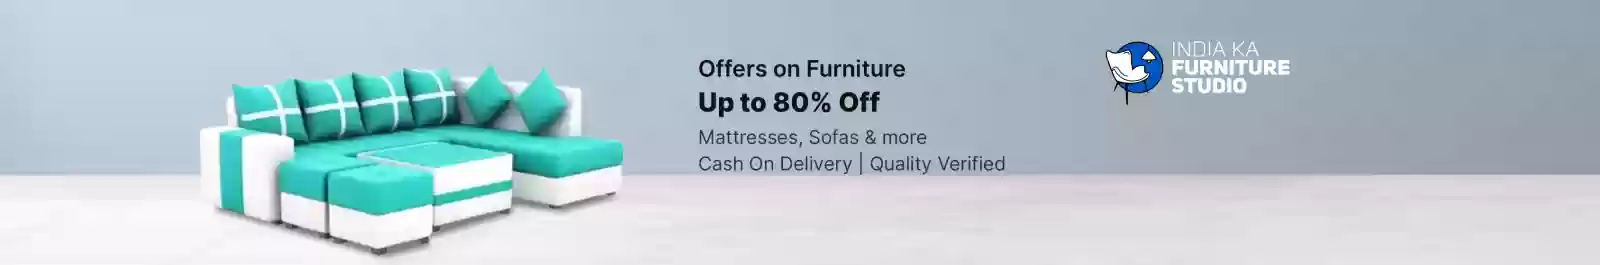 Offers on Furniture
Up to 80% Off
Mattresses, Sofas & more
Cash On Delivery | Quality Verified
INDIA KA
FURNITURE
STUDIO